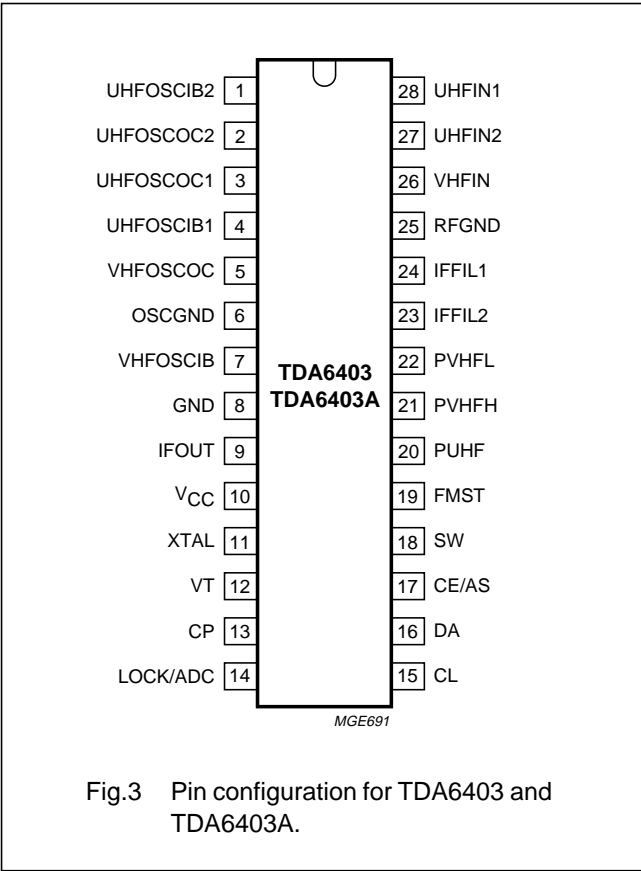 UHFOSCIB2 1
28 UHFIN1
UHFOSCOC2 2
27 UHFIN2
UHFOSCOC1 3
26 VHFIN
UHFOSCIB1 4
25 RFGND
VHFOSCOC 5
24 IFFIL1
OSCGND 6
23 IFFIL2
VHFOSCIB 7
22 PVHFL
TDA6403
TDA6403A
GND 8
21 PVHFH
IFOUT 9
20 PUHF
VCC 10
19 FMST
XTAL 11
18 SW
VT 12
17 CE/AS
CP 13
16 DA
LOCK/ADC 14
15 CL
MGE691
Fig.3 Pin configuration for TDA6403 and
TDA6403A.